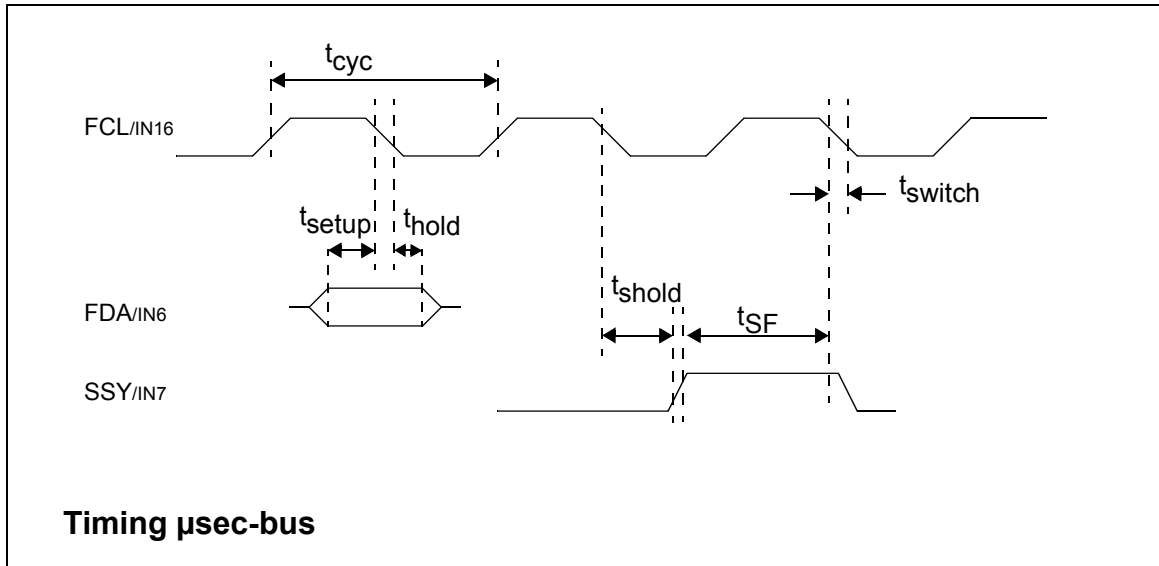 tcyc
FCL/IN16
tswitch
tsetup thold
tshold
FDA/IN6
tSF
SSY/IN7
Timing µsec-bus